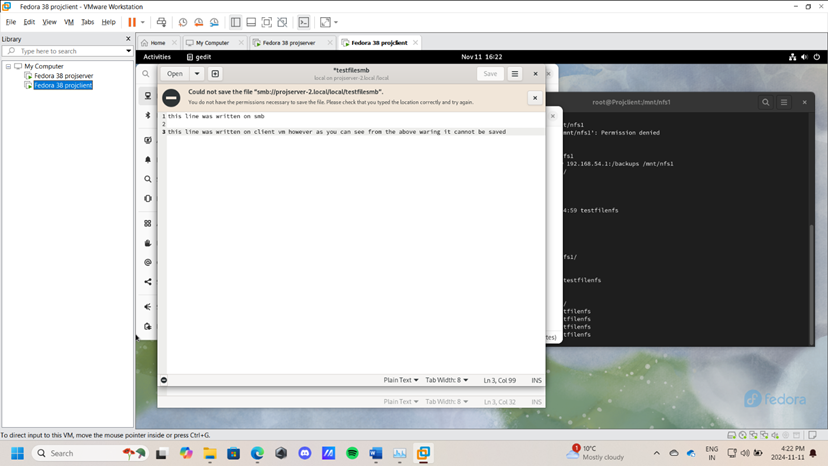 Fedora 38 projclient - VMware Workstation
File Edit View VM Tabs Help
Library
Type here to search
My Computer
Fedora 38 projserver
Fedora 38 projclient
Home
My Computer
Fedora 38 projserver
Fedora 38 projclient
Activities
gedit
Nov 11 16:22
Open
*testfilesmb
local on projserver-2.local /local
Save
Could not save the file "smb://projserver-2.local/local/testfilesmb".
You do not have the permissions necessary to save the file. Please check that you typed the location correctly and try again.
1 this line was written on smb
2
3 this line was written on client vm however as you can see from the above waring it cannot be saved
Plain Text
Tab Width: 8
Ln 3, Col 99
INS
Plain Text
Tab Width: 8
Ln 3, Col 32
INS
root@Projclient:/mnt/nfs1
t/nfs1
mnt/nfs1': Permission denied
fs1
192.168.54.1:/backups /mnt/nfs1
/
4:59 testfilenfs
fs1/
testfilenfs
/
tfilenfs
tfilenfs
tfilenfs
tfilenfs
tes)
fedora
To direct input to this VM, move the mouse pointer inside or press Ctrl+G.
Search
1
10°C
Mostly cloudy
ENG
IN
4:22 PM
2024-11-11